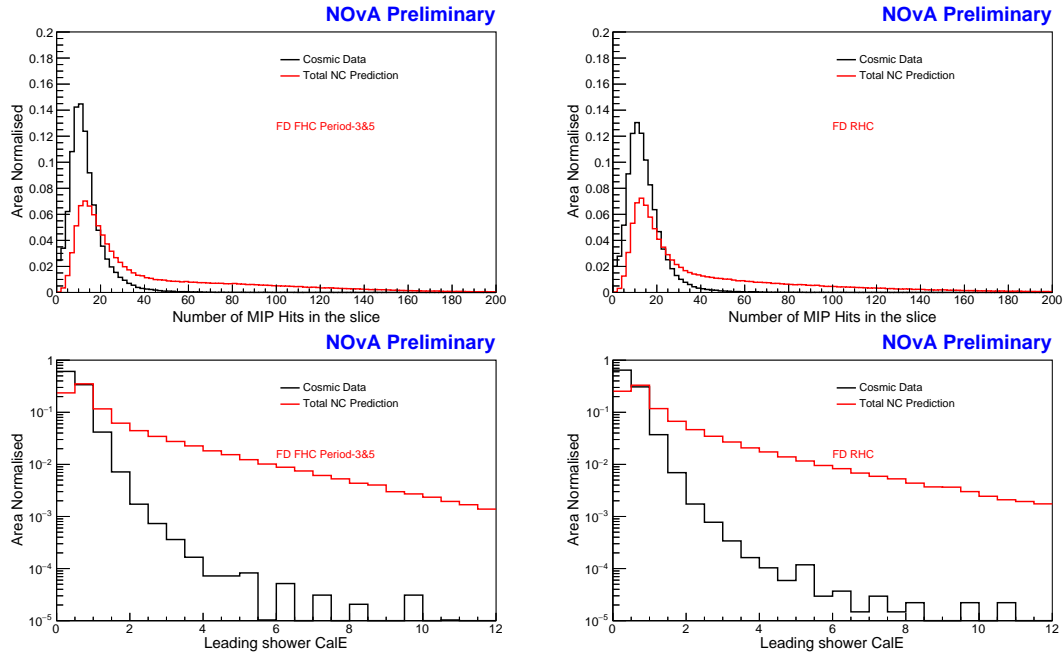 NOvA Preliminary
0.2
0.18
0.16
0.14
0.12
0.1
0.08
0.06
0.04
0.02
0
Area Normalised
Cosmic Data
Total NC Prediction
FD FHC Period-3&5
0 20 40 60 80 100 120 140 160 180 200
Number of MIP Hits in the slice
NOvA Preliminary
0.2
0.18
0.16
0.14
0.12
0.1
0.08
0.06
0.04
0.02
0
Area Normalised
Cosmic Data
Total NC Prediction
FD RHC
0 20 40 60 80 100 120 140 160 180 200
Number of MIP Hits in the slice
NOvA Preliminary
1
10⁻¹
10⁻²
10⁻³
10⁻⁴
10⁻⁵
Area Normalised
Cosmic Data
Total NC Prediction
FD FHC Period-3&5
0 2 4 6 8 10 12
Leading shower CalE
NOvA Preliminary
1
10⁻¹
10⁻²
10⁻³
10⁻⁴
10⁻⁵
Area Normalised
Cosmic Data
Total NC Prediction
FD RHC
0 2 4 6 8 10 12
Leading shower CalE